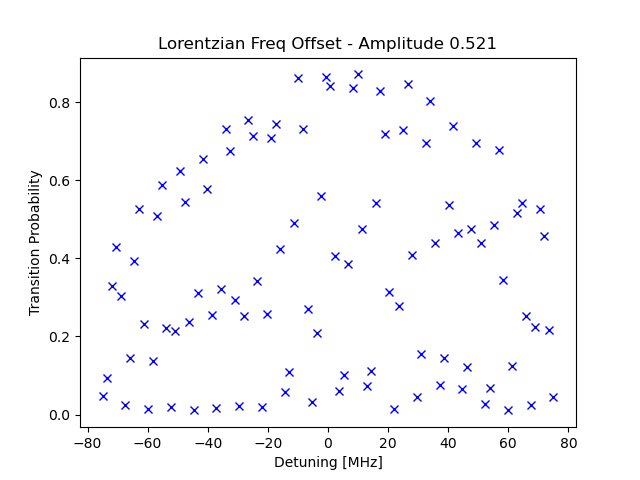 Lorentzian Freq Offset - Amplitude 0.521
Transition Probability
0.8
0.6
0.4
0.2
0.0
−80 −60 −40 −20 0 20 40 60 80
Detuning [MHz]